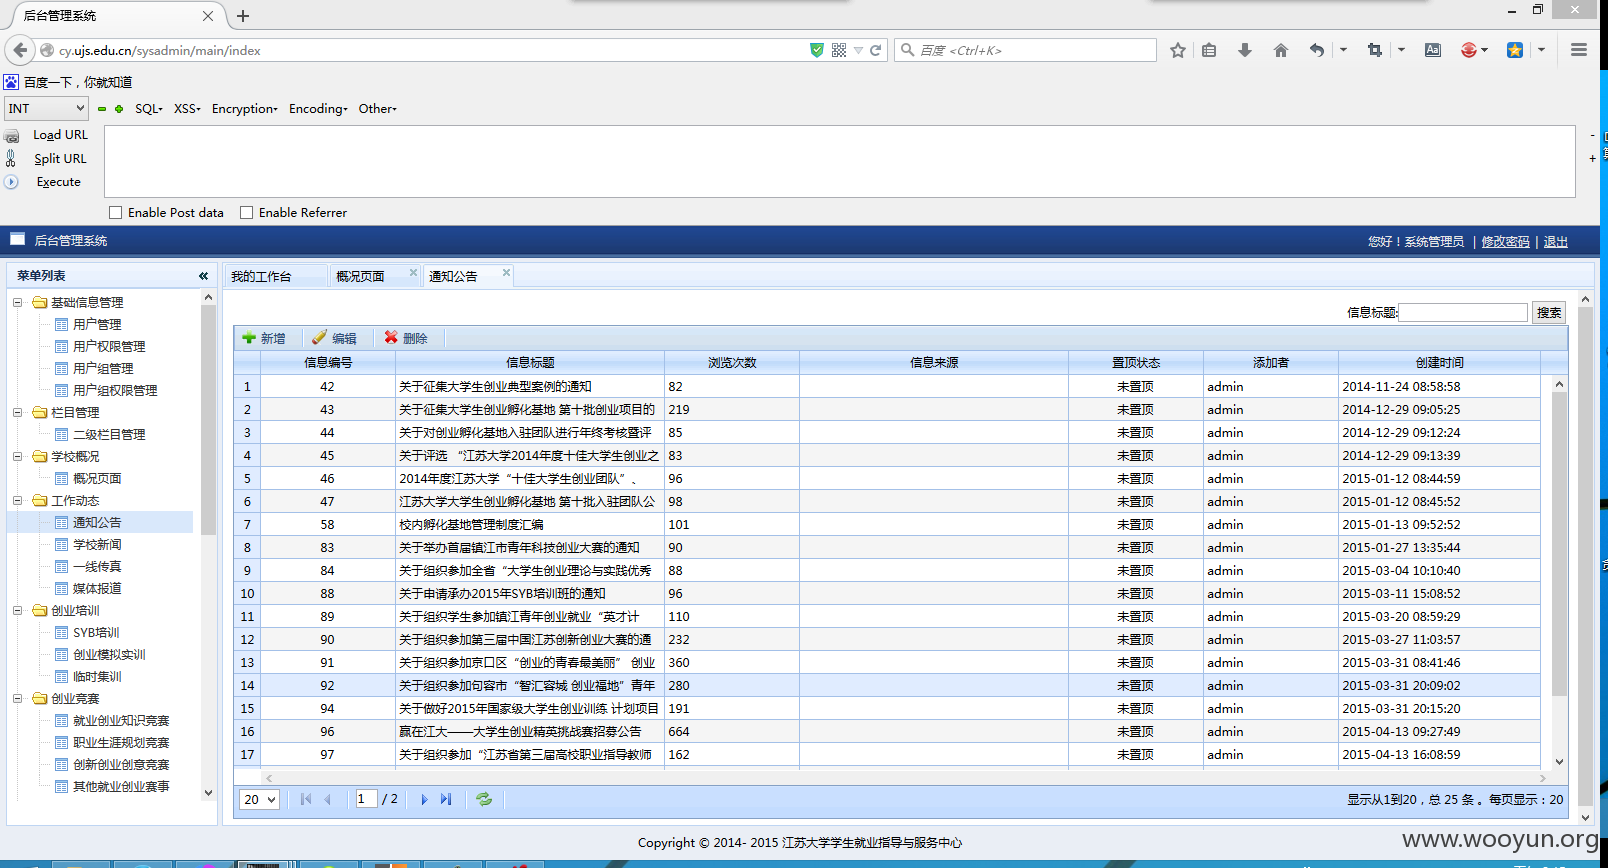 后台管理系统
cy.ujs.edu.cn/sysadmin/main/index
百度 <Ctrl+K>
百度一下，你就知道
INT SQL- XSS- Encryption- Encoding- Other-
Load URL
Split URL
Execute
Enable Post data Enable Referrer
后台管理系统 您好！系统管理员 | 修改密码 | 退出
菜单列表
基础信息管理
用户管理
用户权限管理
用户组管理
用户组权限管理
栏目管理
二级栏目管理
学校概况
概况页面
工作动态
通知公告
学校新闻
一线传真
媒体报道
创业培训
SYB培训
创业模拟实训
临时集训
创业竞赛
就业创业知识竞赛
职业生涯规划竞赛
创新创业创意竞赛
其他就业创业赛事
我的工作台 概况页面 通知公告
信息标题: 搜索
新增 编辑 删除
信息编号 信息标题 浏览次数 信息来源 置顶状态 添加者 创建时间
1 42 关于征集大学生创业典型案例的通知 82 未置顶 admin 2014-11-24 08:58:58
2 43 关于征集大学生创业孵化基地 第十批创业项目的 219 未置顶 admin 2014-12-29 09:05:25
3 44 关于对创业孵化基地入驻团队进行年终考核暨评 85 未置顶 admin 2014-12-29 09:12:24
4 45 关于评选 “江苏大学2014年度十佳大学生创业之 83 未置顶 admin 2014-12-29 09:13:39
5 46 2014年度江苏大学“十佳大学生创业团队”、 96 未置顶 admin 2015-01-12 08:44:59
6 47 江苏大学大学生创业孵化基地 第十批入驻团队公 98 未置顶 admin 2015-01-12 08:45:52
7 58 校内孵化基地管理制度汇编 101 未置顶 admin 2015-01-13 09:52:52
8 83 关于举办首届镇江市青年科技创业大赛的通知 90 未置顶 admin 2015-01-27 13:35:44
9 84 关于组织参加全省“大学生创业理论与实践优秀 88 未置顶 admin 2015-03-04 10:10:40
10 88 关于申请承办2015年SYB培训班的通知 96 未置顶 admin 2015-03-11 15:08:52
11 89 关于组织学生参加镇江青年创业就业“英才计 110 未置顶 admin 2015-03-20 08:59:29
12 90 关于组织参加第三届中国江苏创新创业大赛的通 232 未置顶 admin 2015-03-27 11:03:57
13 91 关于组织参加京口区“创业的青春最美丽” 创业 360 未置顶 admin 2015-03-31 08:41:46
14 92 关于组织参加句容市“智汇容城 创业福地”青年 280 未置顶 admin 2015-03-31 20:09:02
15 94 关于做好2015年国家级大学生创业训练 计划项目 191 未置顶 admin 2015-03-31 20:15:20
16 96 赢在江大——大学生创业精英挑战赛招募公告 664 未置顶 admin 2015-04-13 09:27:49
17 97 关于组织参加“江苏省第三届高校职业指导教师 162 未置顶 admin 2015-04-13 16:08:59
20 1 / 2 显示从1到20，总 25 条 。每页显示：20
Copyright © 2014- 2015 江苏大学学生就业指导与服务中心
www.wooyun.org